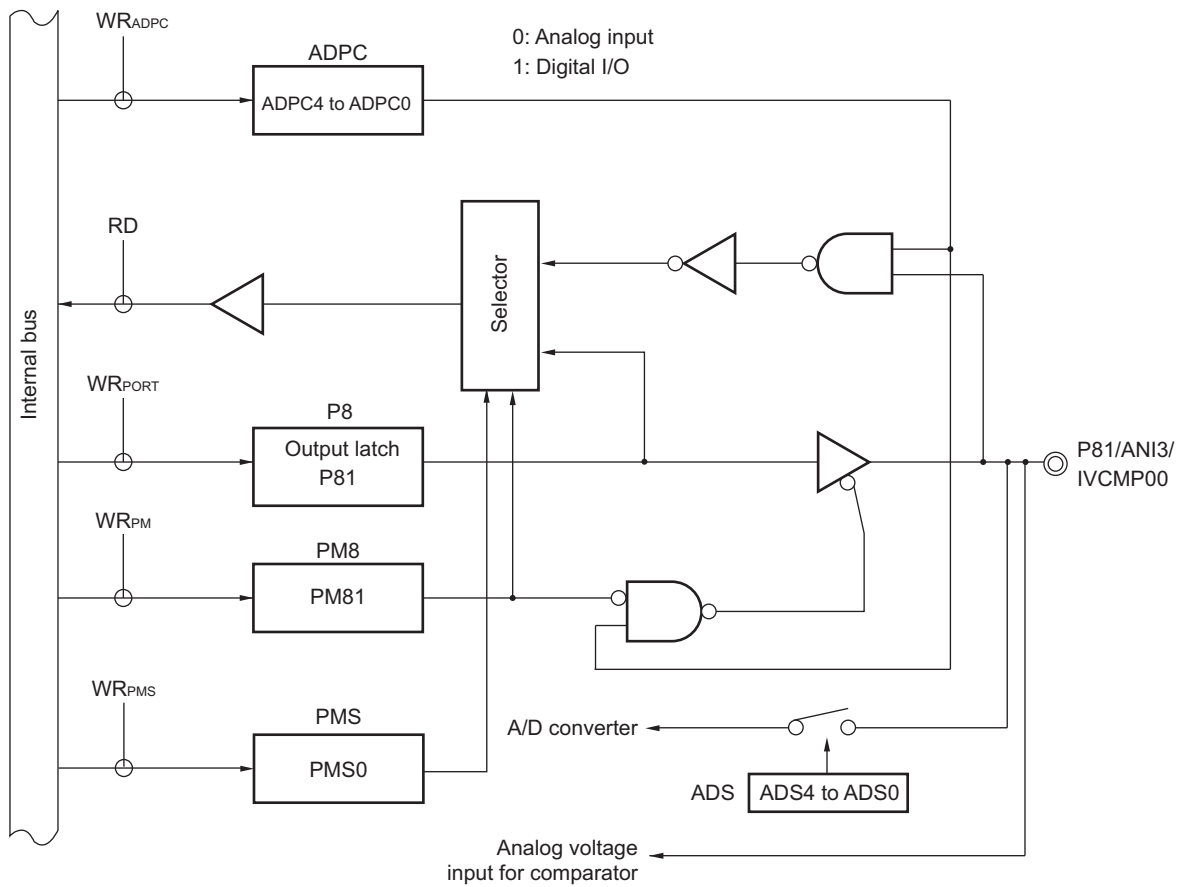 WRADPC
ADPC
0: Analog input
1: Digital I/O
ADPC4 to ADPC0
RD
Selector
Internal bus
WRPORT
P8
Output latch
P81
P81/ANI3/
IVCMP00
WRPM
PM8
PM81
WRPMS
PMS
PMS0
A/D converter
ADS
ADS4 to ADS0
Analog voltage
input for comparator